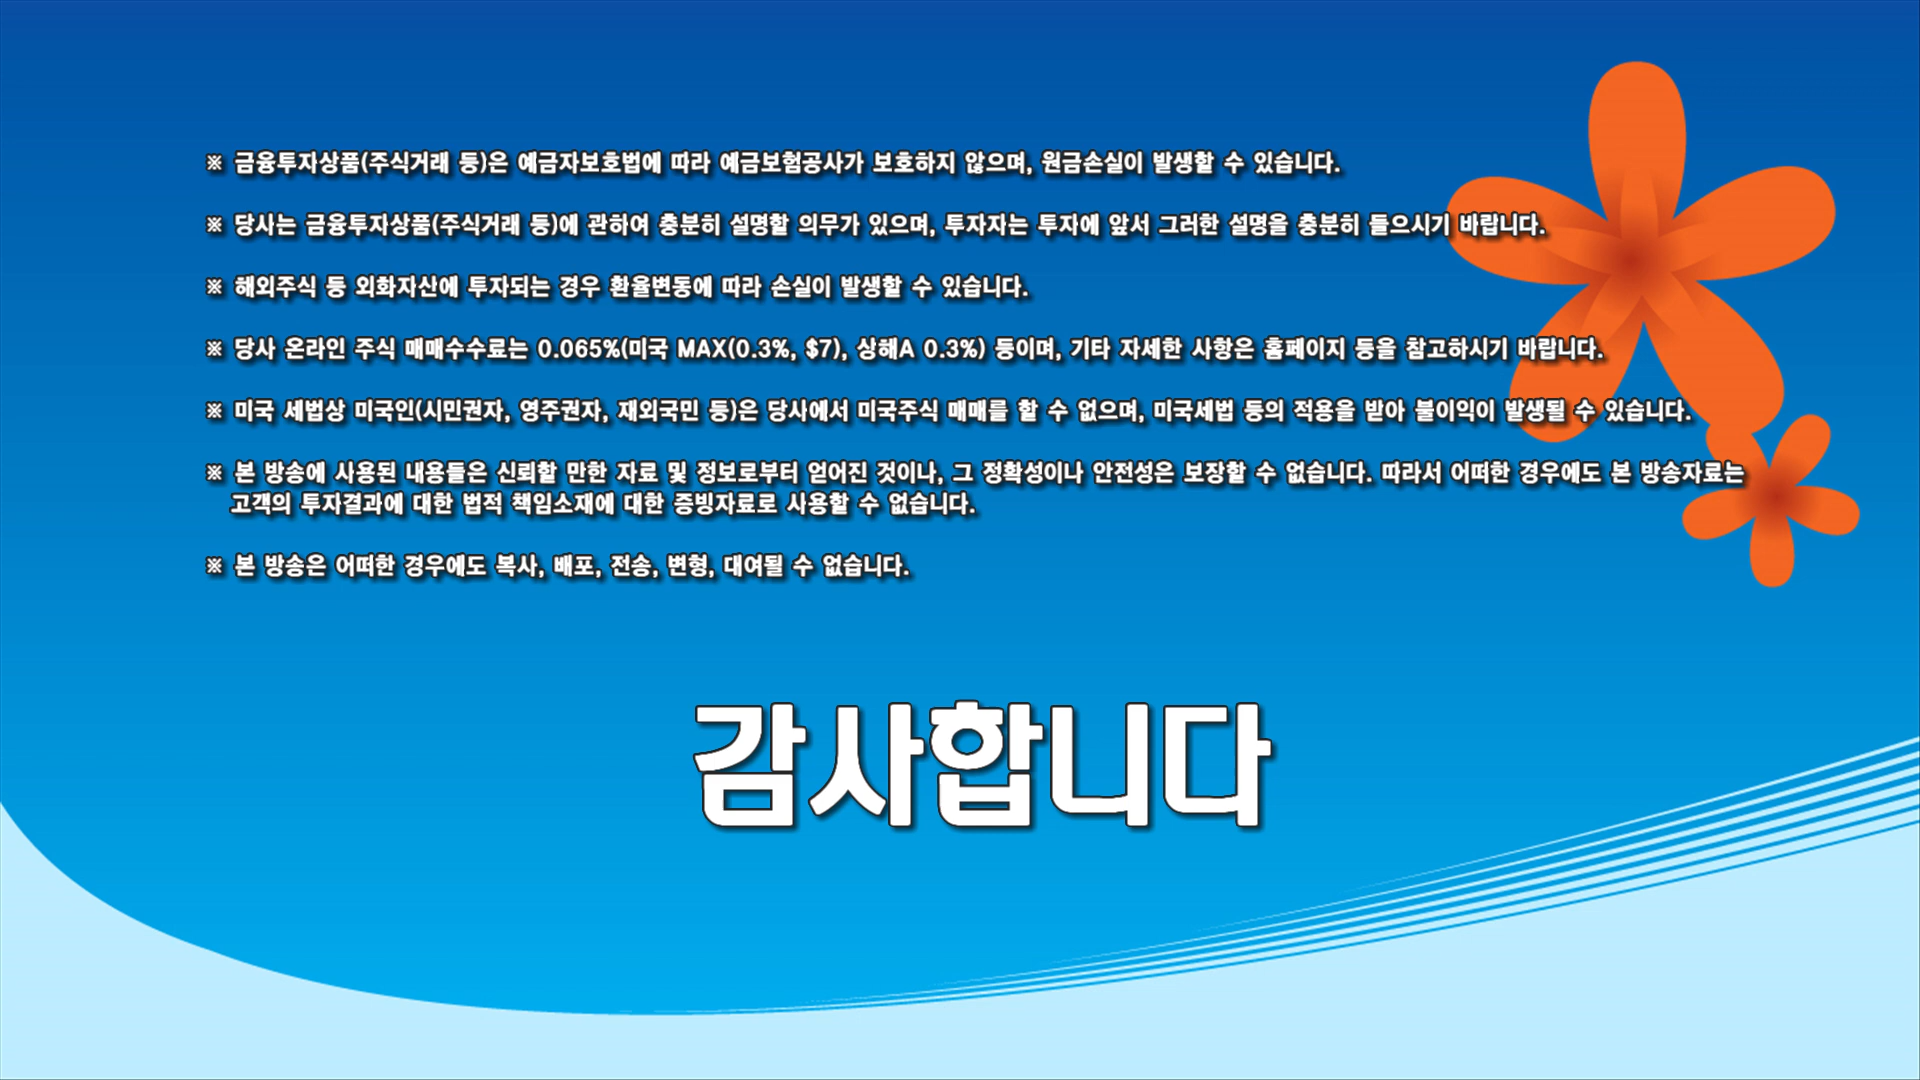 ※ 금융투자상품(주식거래 등)은 예금자보호법에 따라 예금보험공사가 보호하지 않으며, 원금손실이 발생할 수 있습니다.
※ 당사는 금융투자상품(주식거래 등)에 관하여 충분히 설명할 의무가 있으며, 투자자는 투자에 앞서 그러한 설명을 충분히 들으시기 바랍니다.
※ 해외주식 등 외화자산에 투자되는 경우 환율변동에 따라 손실이 발생할 수 있습니다.
※ 당사 온라인 주식 매매수수료는 0.065%(미국 MAX(0.3%, $7), 상해A 0.3%) 등이며, 기타 자세한 사항은 홈페이지 등을 참고하시기 바랍니다.
※ 미국 세법상 미국인(시민권자, 영주권자, 재외국민 등)은 당사에서 미국주식 매매를 할 수 없으며, 미국세법 등의 적용을 받아 불이익이 발생될 수 있습니다.
※ 본 방송에 사용된 내용들은 신뢰할 만한 자료 및 정보로부터 얻어진 것이나, 그 정확성이나 안전성은 보장할 수 없습니다. 따라서 어떠한 경우에도 본 방송자료는
고객의 투자결과에 대한 법적 책임소재에 대한 증빙자료로 사용할 수 없습니다.
※ 본 방송은 어떠한 경우에도 복사, 배포, 전송, 변형, 대여될 수 없습니다.
감사합니다